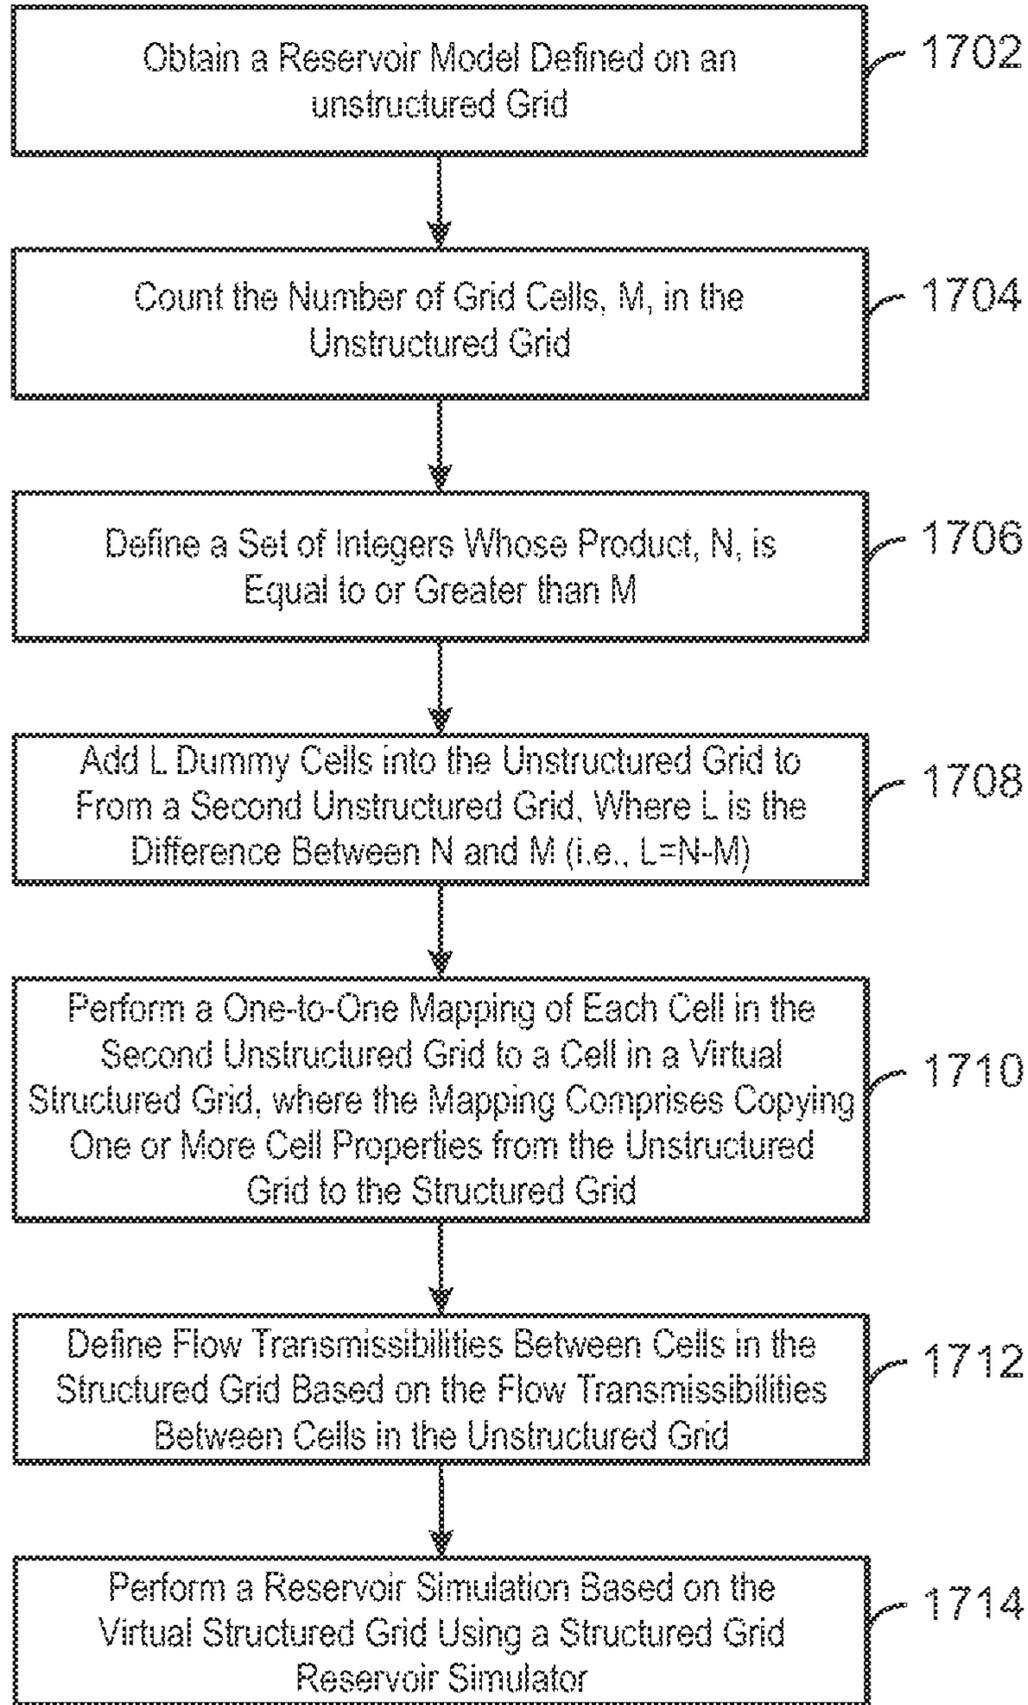 Obtain a Reservoir Model Defined on an
unstructured Grid
1702
Count the Number of Grid Cells, M, in the
Unstructured Grid
1704
Define a Set of Integers Whose Product, N, is
Equal to or Greater than M
1706
Add L Dummy Cells into the Unstructured Grid to
From a Second Unstructured Grid, Where L is the
Difference Between N and M (i.e., L=N-M)
1708
Perform a One-to-One Mapping of Each Cell in the
Second Unstructured Grid to a Cell in a Virtual
Structured Grid, where the Mapping Comprises Copying
One or More Cell Properties from the Unstructured
Grid to the Structured Grid
1710
Define Flow Transmissibilities Between Cells in the
Structured Grid Based on the Flow Transmissibilities
Between Cells in the Unstructured Grid
1712
Perform a Reservoir Simulation Based on the
Virtual Structured Grid Using a Structured Grid
Reservoir Simulator
1714